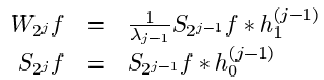 W_{2^j} f = \frac{1}{\lambda_{j-1}} S_{2^{j-1}} f * h_1^{(j-1)}
S_{2^j} f = S_{2^{j-1}} f * h_0^{(j-1)}